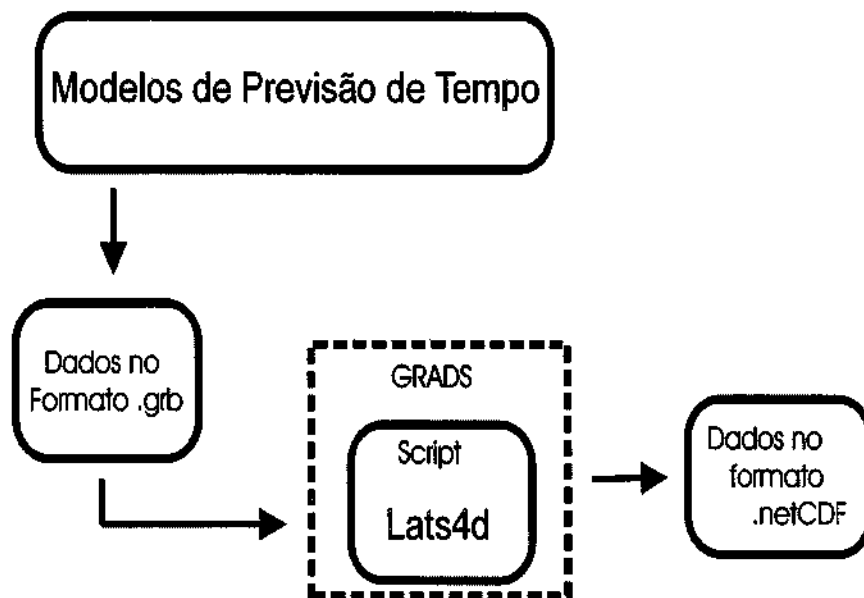 Modelos de Previsão de Tempo
Dados no
Formato .grb
GRADS
Script
Lats4d
Dados no
formato
.netCDF